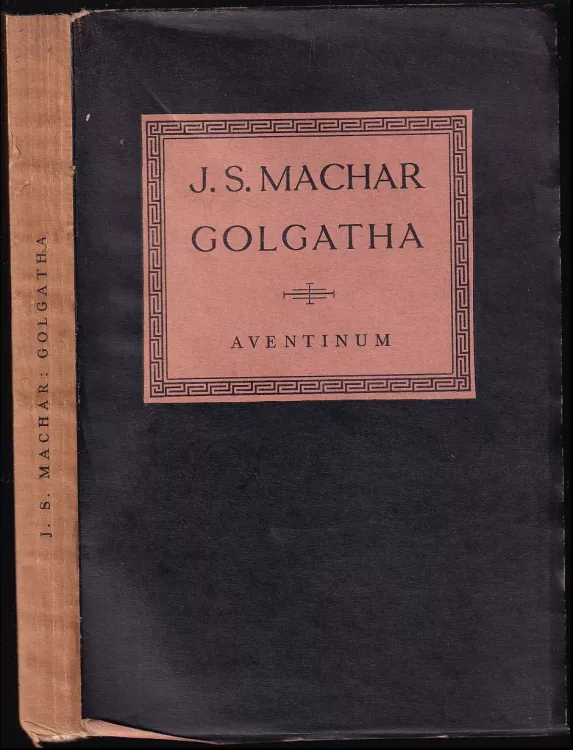 J. S. MACHAR: GOLGATHA
J. S. MACHAR
GOLGATHA
AVENTINUM